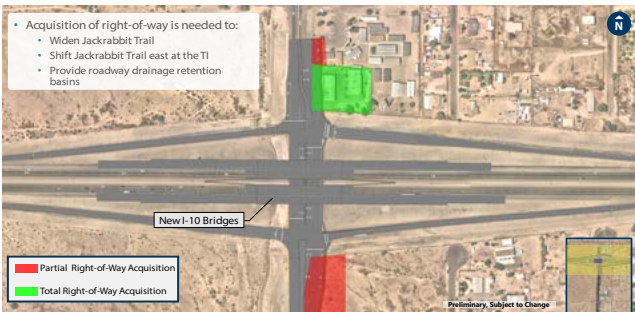 • Acquisition of right-of-way is needed to:
• Widen Jackrabbit Trail
• Shift Jackrabbit Trail east at the TI
• Provide roadway drainage retention
basins
N
New I-10 Bridges
Partial Right-of-Way Acquisition
Total Right-of-Way Acquisition
Preliminary, Subject to Change